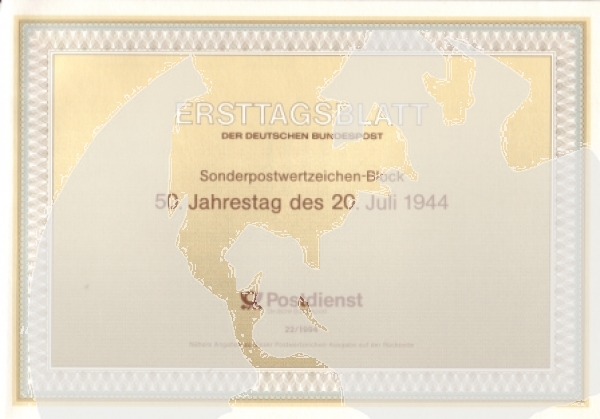 ERSTTAGSBLATT
DER DEUTSCHEN BUNDESPOST
Sonderpostwertzeichen-Block
50. Jahrestag des 20. Juli 1944
Postdienst
22/1994